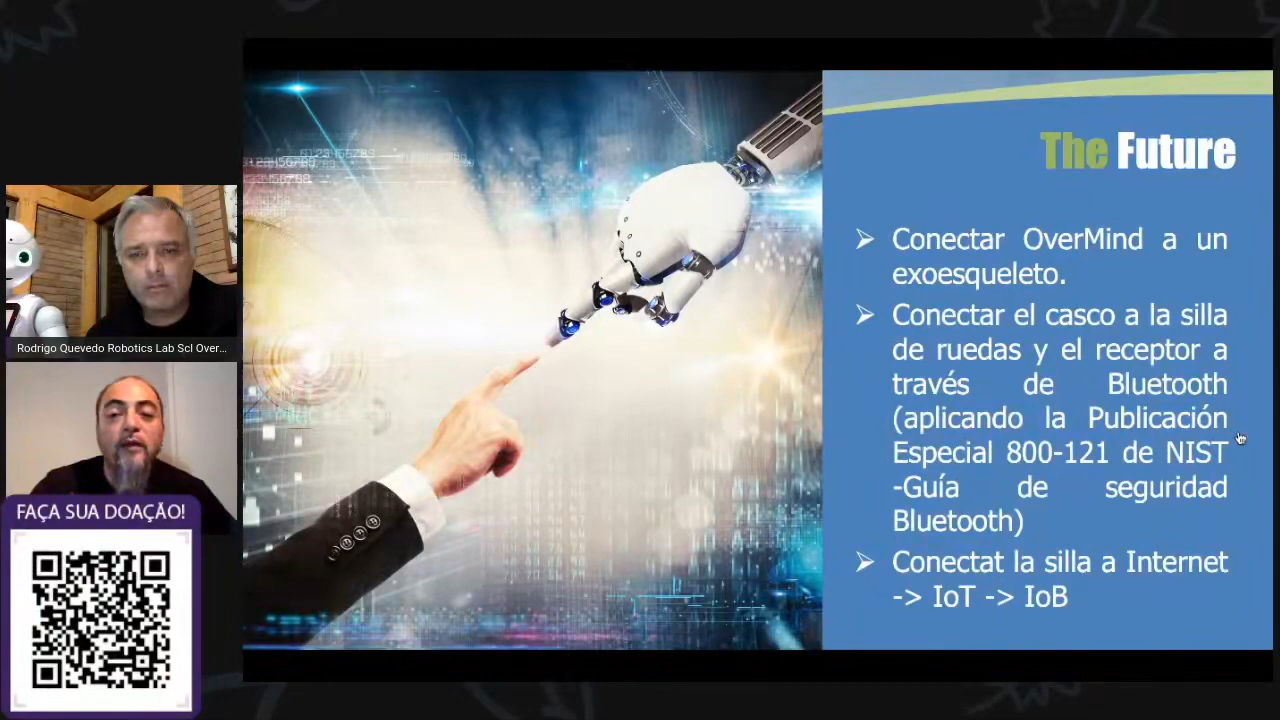 The Future
Conectar OverMind a un
exoesqueleto.
Conectar el casco a la silla
de ruedas y el receptor a
través de Bluetooth
(aplicando la Publicación
Especial 800-121 de NIST
-Guía de seguridad
Bluetooth)
Conectat la silla a Internet
-> IoT -> IoB
Rodrigo Quevedo Robotics Lab Scl Over...
FAÇA SUA DOAÇÃO!